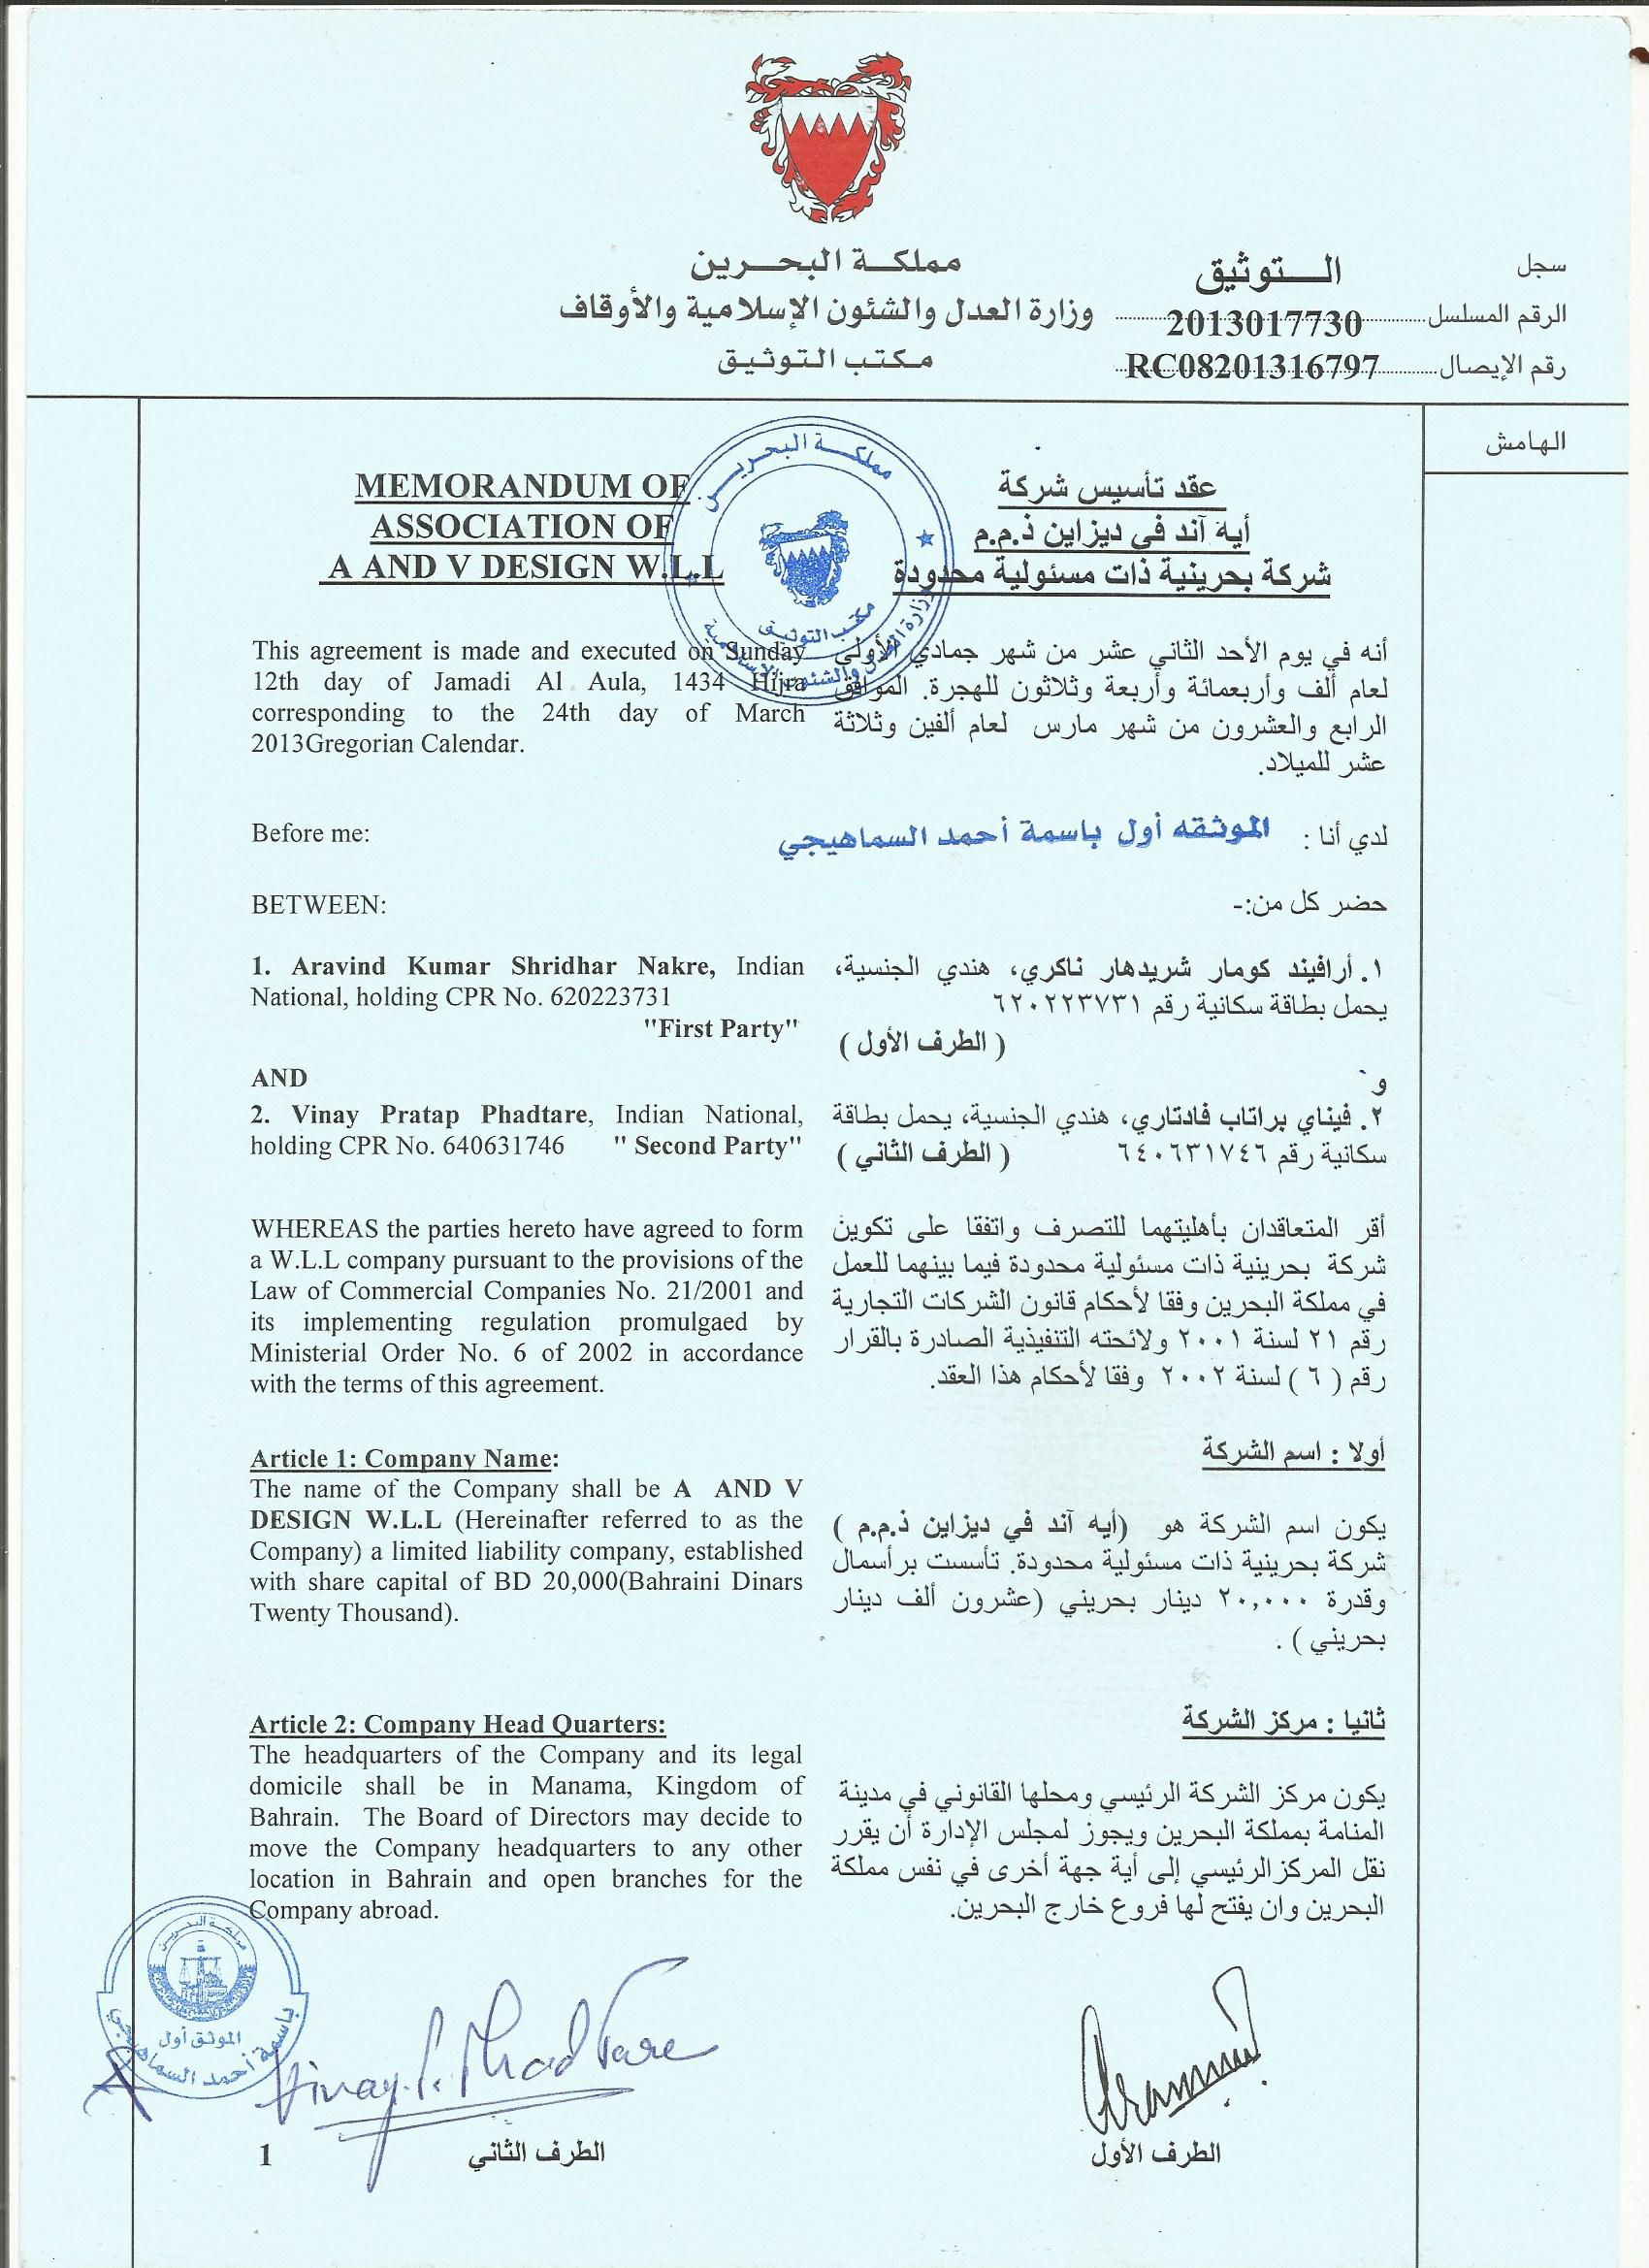 مملكة البحرين
وزارة العدل والشئون الإسلامية والأوقاف
مكتب التوثيق
سجل التوثيق
الرقم المسلسل 2013017730
رقم الإيصال RC08201316797
الهامش
مملكة البحرين
وزارة العدل والشئون الإسلامية
مكتب التوثيق
MEMORANDUM OF
ASSOCIATION OF
A AND V DESIGN W.L.L
This agreement is made and executed on Sunday
12th day of Jamadi Al Aula, 1434 Hijra
corresponding to the 24th day of March
2013Gregorian Calendar.
Before me:
BETWEEN:
1. Aravind Kumar Shridhar Nakre, Indian
National, holding CPR No. 620223731
"First Party"
AND
2. Vinay Pratap Phadtare, Indian National,
holding CPR No. 640631746 " Second Party"
WHEREAS the parties hereto have agreed to form
a W.L.L company pursuant to the provisions of the
Law of Commercial Companies No. 21/2001 and
its implementing regulation promulgaed by
Ministerial Order No. 6 of 2002 in accordance
with the terms of this agreement.
Article 1: Company Name:
The name of the Company shall be A AND V
DESIGN W.L.L (Hereinafter referred to as the
Company) a limited liability company, established
with share capital of BD 20,000(Bahraini Dinars
Twenty Thousand).
Article 2: Company Head Quarters:
The headquarters of the Company and its legal
domicile shall be in Manama, Kingdom of
Bahrain. The Board of Directors may decide to
move the Company headquarters to any other
location in Bahrain and open branches for the
Company abroad.
عقد تأسيس شركة
أيه آند في ديزاين ذ.م.م
شركة بحرينية ذات مسئولية محدودة
أنه في يوم الأحد الثاني عشر من شهر جمادي الأولى
لعام ألف وأربعمائة وأربعة وثلاثون للهجرة. الموافق
الرابع والعشرون من شهر مارس لعام ألفين وثلاثة
عشر للميلاد.
لدي أنا : الموثقه أول باسمة أحمد السماهيجي
حضر كل من:-
١. أرافيند كومار شريدهار ناكري، هندي الجنسية،
يحمل بطاقة سكانية رقم ٦٢٠٢٢٣٧٣١
( الطرف الأول )
و
٢. فيناي براتاب فادتاري، هندي الجنسية، يحمل بطاقة
سكانية رقم ٦٤٠٦٣١٧٤٦ ( الطرف الثاني )
أقر المتعاقدان بأهليتهما للتصرف واتفقا على تكوين
شركة بحرينية ذات مسئولية محدودة فيما بينهما للعمل
في مملكة البحرين وفقا لأحكام قانون الشركات التجارية
رقم ٢١ لسنة ٢٠٠١ ولائحته التنفيذية الصادرة بالقرار
رقم ( ٦ ) لسنة ٢٠٠٢ وفقا لأحكام هذا العقد.
أولا : اسم الشركة
يكون اسم الشركة هو (أيه آند في ديزاين ذ.م.م )
شركة بحرينية ذات مسئولية محدودة. تأسست برأسمال
وقدرة ٢٠,٠٠٠ دينار بحريني (عشرون ألف دينار
بحريني ) .
ثانيا : مركز الشركة
يكون مركز الشركة الرئيسي ومحلها القانوني في مدينة
المنامة بمملكة البحرين ويجوز لمجلس الإدارة أن يقرر
نقل المركز الرئيسي إلى أية جهة أخرى في نفس مملكة
البحرين وان يفتح لها فروع خارج البحرين.
مملكة البحرين
الموثق أول
باسمة أحمد السماهيجي
Vinay P. Phadtare
الطرف الأول
الطرف الثاني
1